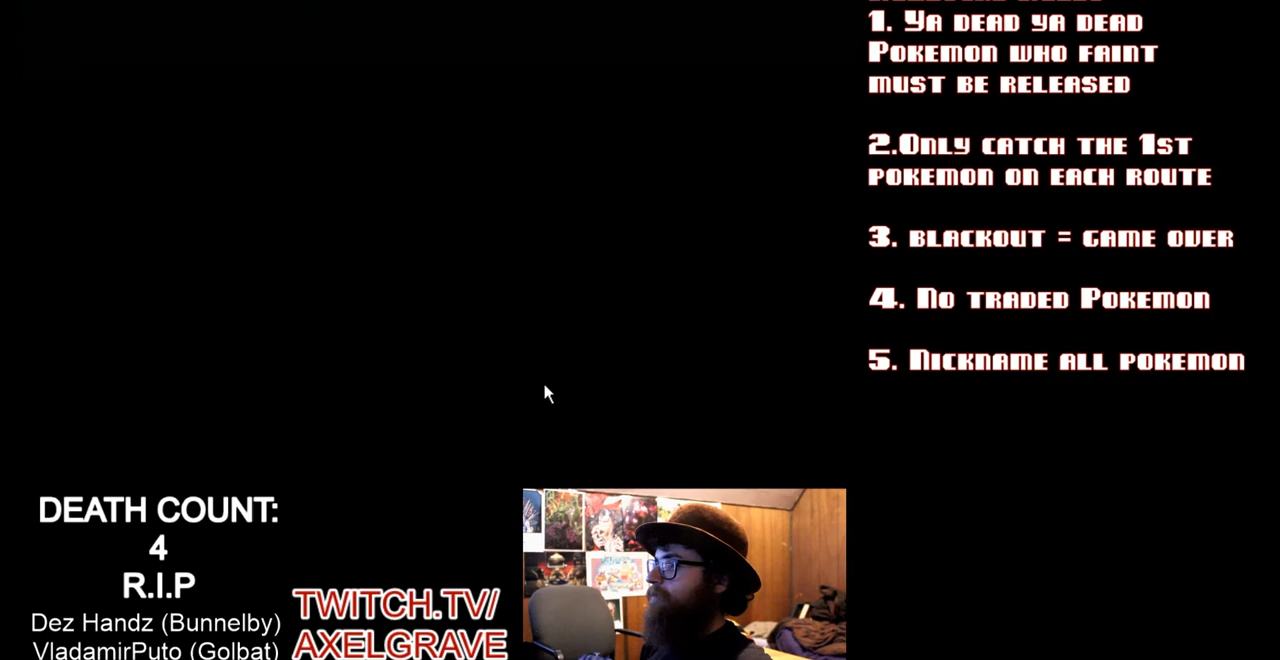 1. Ya dead ya dead
Pokemon who faint
must be released
2.Only catch the 1st
pokemon on each route
3. blackout = game over
4. No traded Pokemon
5. Nickname all pokemon
DEATH COUNT:
4
R.I.P
Dez Handz (Bunnelby)
VladamirPuto (Golbat)
TWITCH.TV/
AXELGRAVE